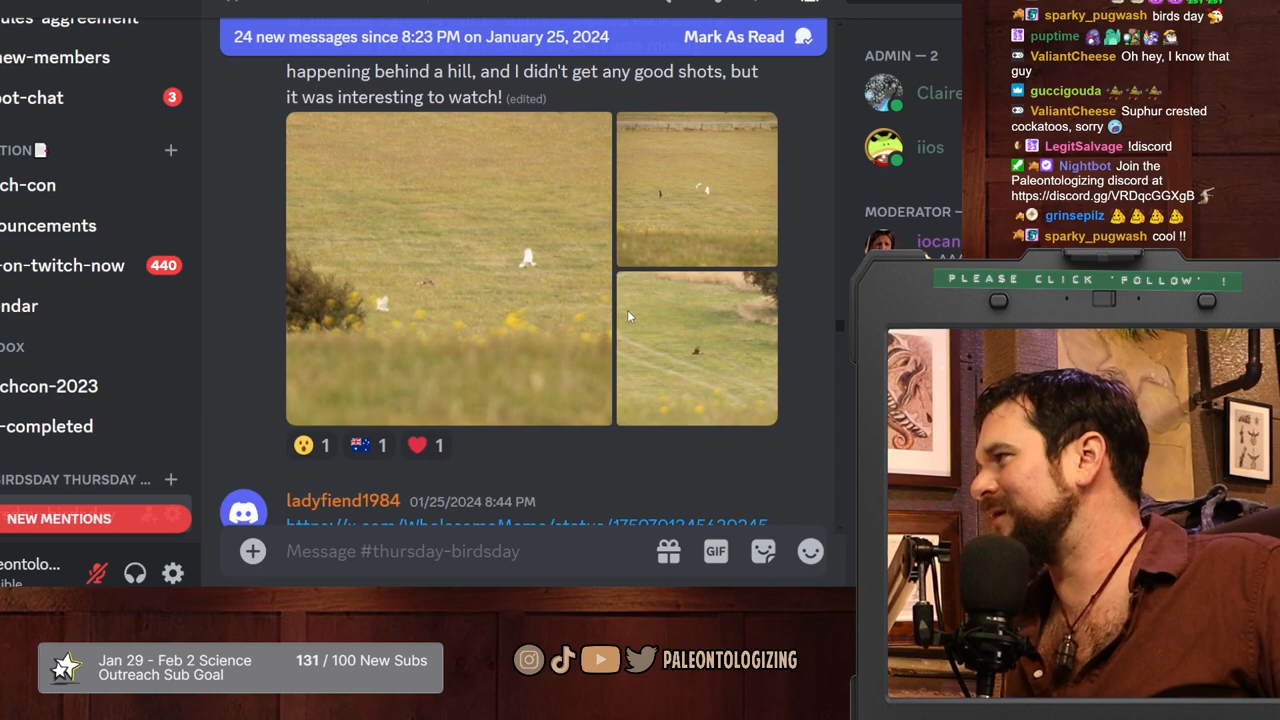 ules-agreement
new-members
ot-chat
3
TION
ch-con
ouncements
-on-twitch-now
440
ndar
box
chcon-2023
-completed
BIRDSDAY THURSDAY ...
NEW MENTIONS
eontolo...
ible
24 new messages since 8:23 PM on January 25, 2024
Mark As Read
happening behind a hill, and I didn't get any good shots, but
it was interesting to watch! (edited)
1
1
1
ladyfiend1984 01/25/2024 8:44 PM
Message #thursday-birdsday
GIF
ADMIN — 2
Claire
iios
MODERATOR —
iocan
sparky_pugwash birds day
puptime
ValiantCheese Oh hey, I know that
guy
guccigouda
ValiantCheese Suphur crested
cockatoos, sorry
LegitSalvage !discord
Nightbot Join the
Paleontologizing discord at
https://discord.gg/VRDqcGGXgB
grinsepilz
sparky_pugwash cool !!
PLEASE CLICK 'FOLLOW' !
Jan 29 - Feb 2 Science
Outreach Sub Goal
131 / 100 New Subs
PALEONTOLOGIZING